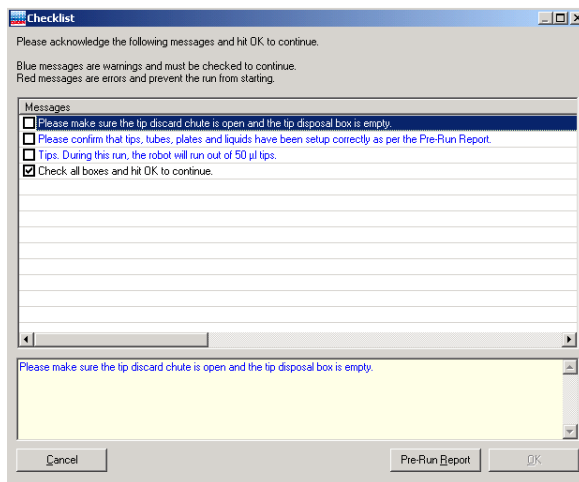 Checklist
Please acknowledge the following messages and hit OK to continue.
Blue messages are warnings and must be checked to continue.
Red messages are errors and prevent the run from starting.
Messages
Please make sure the tip discard chute is open and the tip disposal box is empty.
Please confirm that tips, tubes, plates and liquids have been setup correctly as per the Pre-Run Report.
Tips. During this run, the robot will run out of 50 µl tips.
Check all boxes and hit OK to continue.
Please make sure the tip discard chute is open and the tip disposal box is empty.
Cancel Pre-Run Report OK